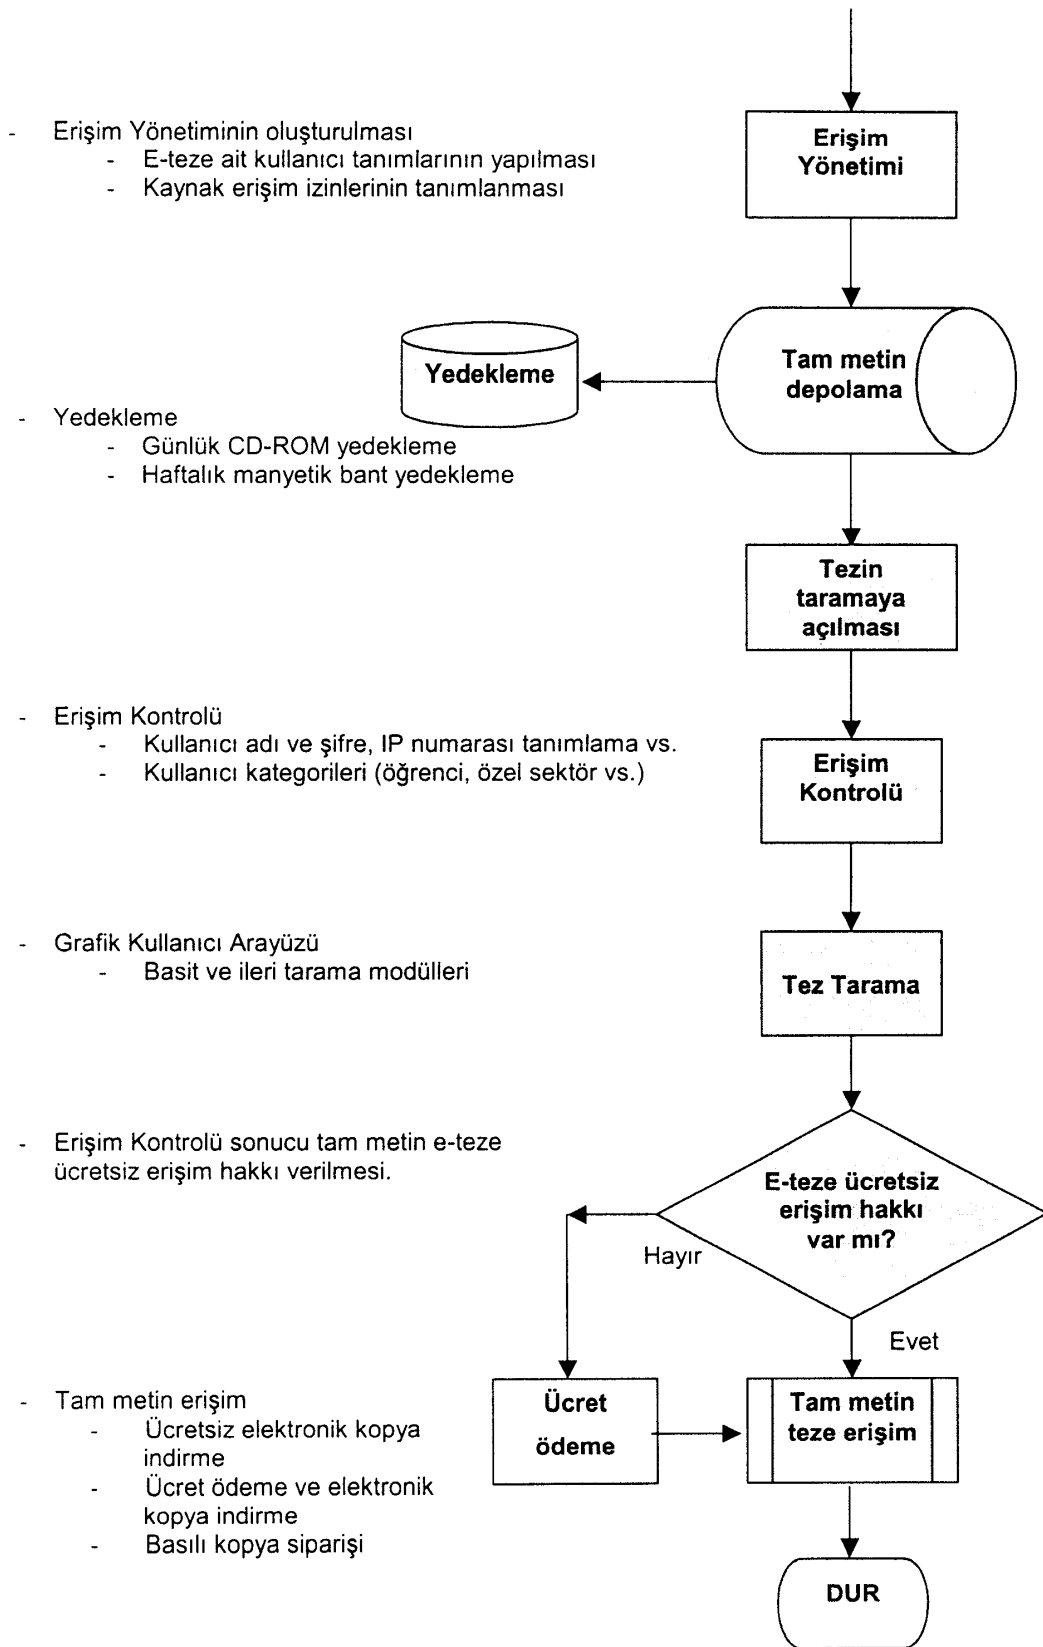 - Erişim Yönetiminin oluşturulması
- E-teze ait kullanıcı tanımlarının yapılması
- Kaynak erişim izinlerinin tanımlanması
Erişim
Yönetimi
Yedekleme
Tam metin
depolama
- Yedekleme
- Günlük CD-ROM yedekleme
- Haftalık manyetik bant yedekleme
Tezin
taramaya
açılması
- Erişim Kontrolü
- Kullanıcı adı ve şifre, IP numarası tanımlama vs.
- Kullanıcı kategorileri (öğrenci, özel sektör vs.)
Erişim
Kontrolü
- Grafik Kullanıcı Arayüzü
- Basit ve ileri tarama modülleri
Tez Tarama
- Erişim Kontrolü sonucu tam metin e-teze
ücretsiz erişim hakkı verilmesi.
E-teze ücretsiz
erişim hakkı
var mı?
Hayır
Evet
- Tam metin erişim
- Ücretsiz elektronik kopya
indirme
- Ücret ödeme ve elektronik
kopya indirme
- Basılı kopya siparişi
Ücret
ödeme
Tam metin
teze erişim
DUR